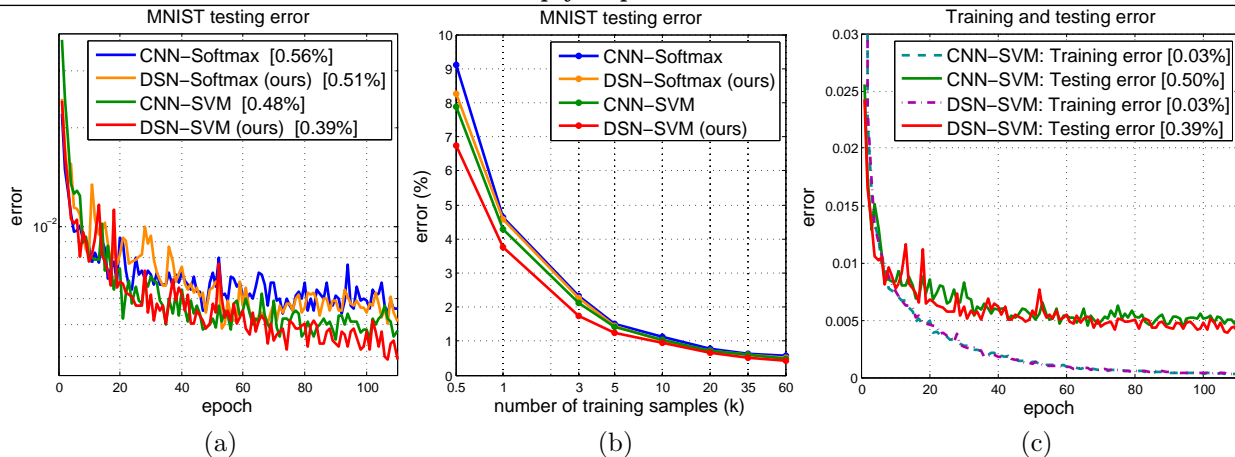 MNIST testing error
CNN−Softmax [0.56%]
DSN−Softmax (ours) [0.51%]
CNN−SVM [0.48%]
DSN−SVM (ours) [0.39%]
error
10−2
0 20 40 60 80 100
epoch
(a)
MNIST testing error
CNN−Softmax
DSN−Softmax (ours)
CNN−SVM
DSN−SVM (ours)
error (%)
10
9
8
7
6
5
4
3
2
1
0
0.5 1 3 5 10 20 35 60
number of training samples (k)
(b)
Training and testing error
CNN−SVM: Training error [0.03%]
CNN−SVM: Testing error [0.50%]
DSN−SVM: Training error [0.03%]
DSN−SVM: Testing error [0.39%]
error
0.03
0.025
0.02
0.015
0.01
0.005
0
0 20 40 60 80 100
epoch
(c)